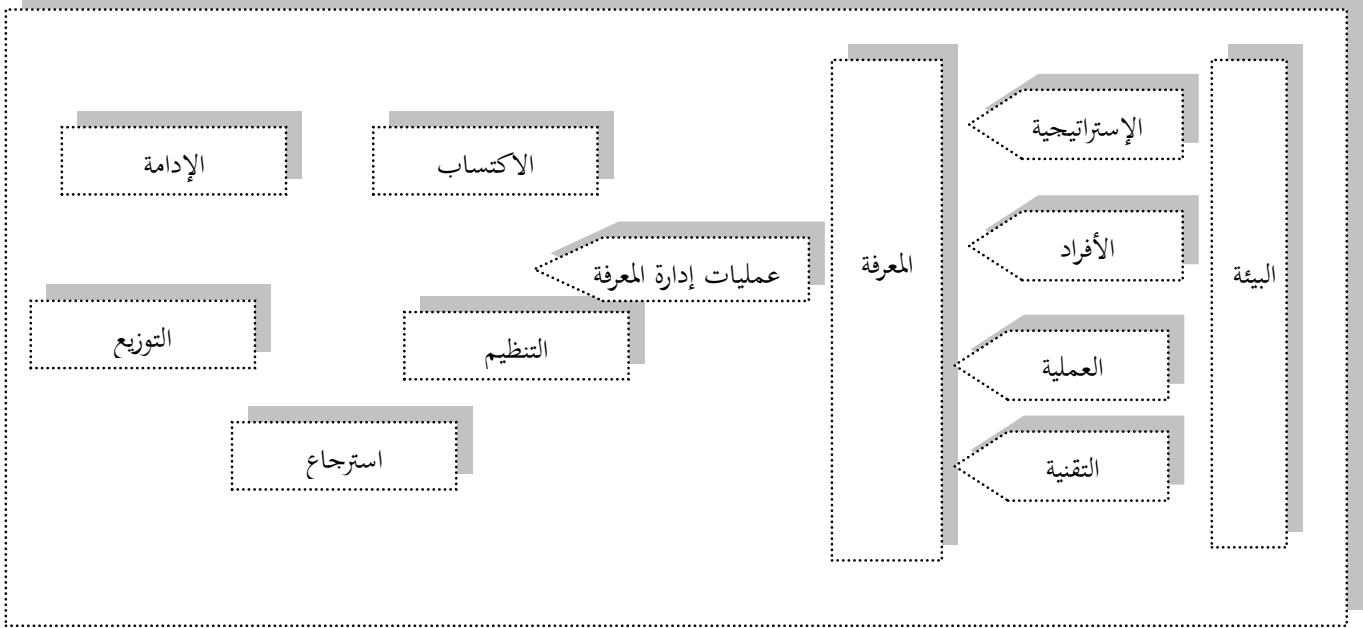 البيئة
الإستراتيجية
الأفراد
العملية
التقنية
المعرفة
عمليات إدارة المعرفة
الاكتساب
الإدامة
التنظيم
التوزيع
استرجاع